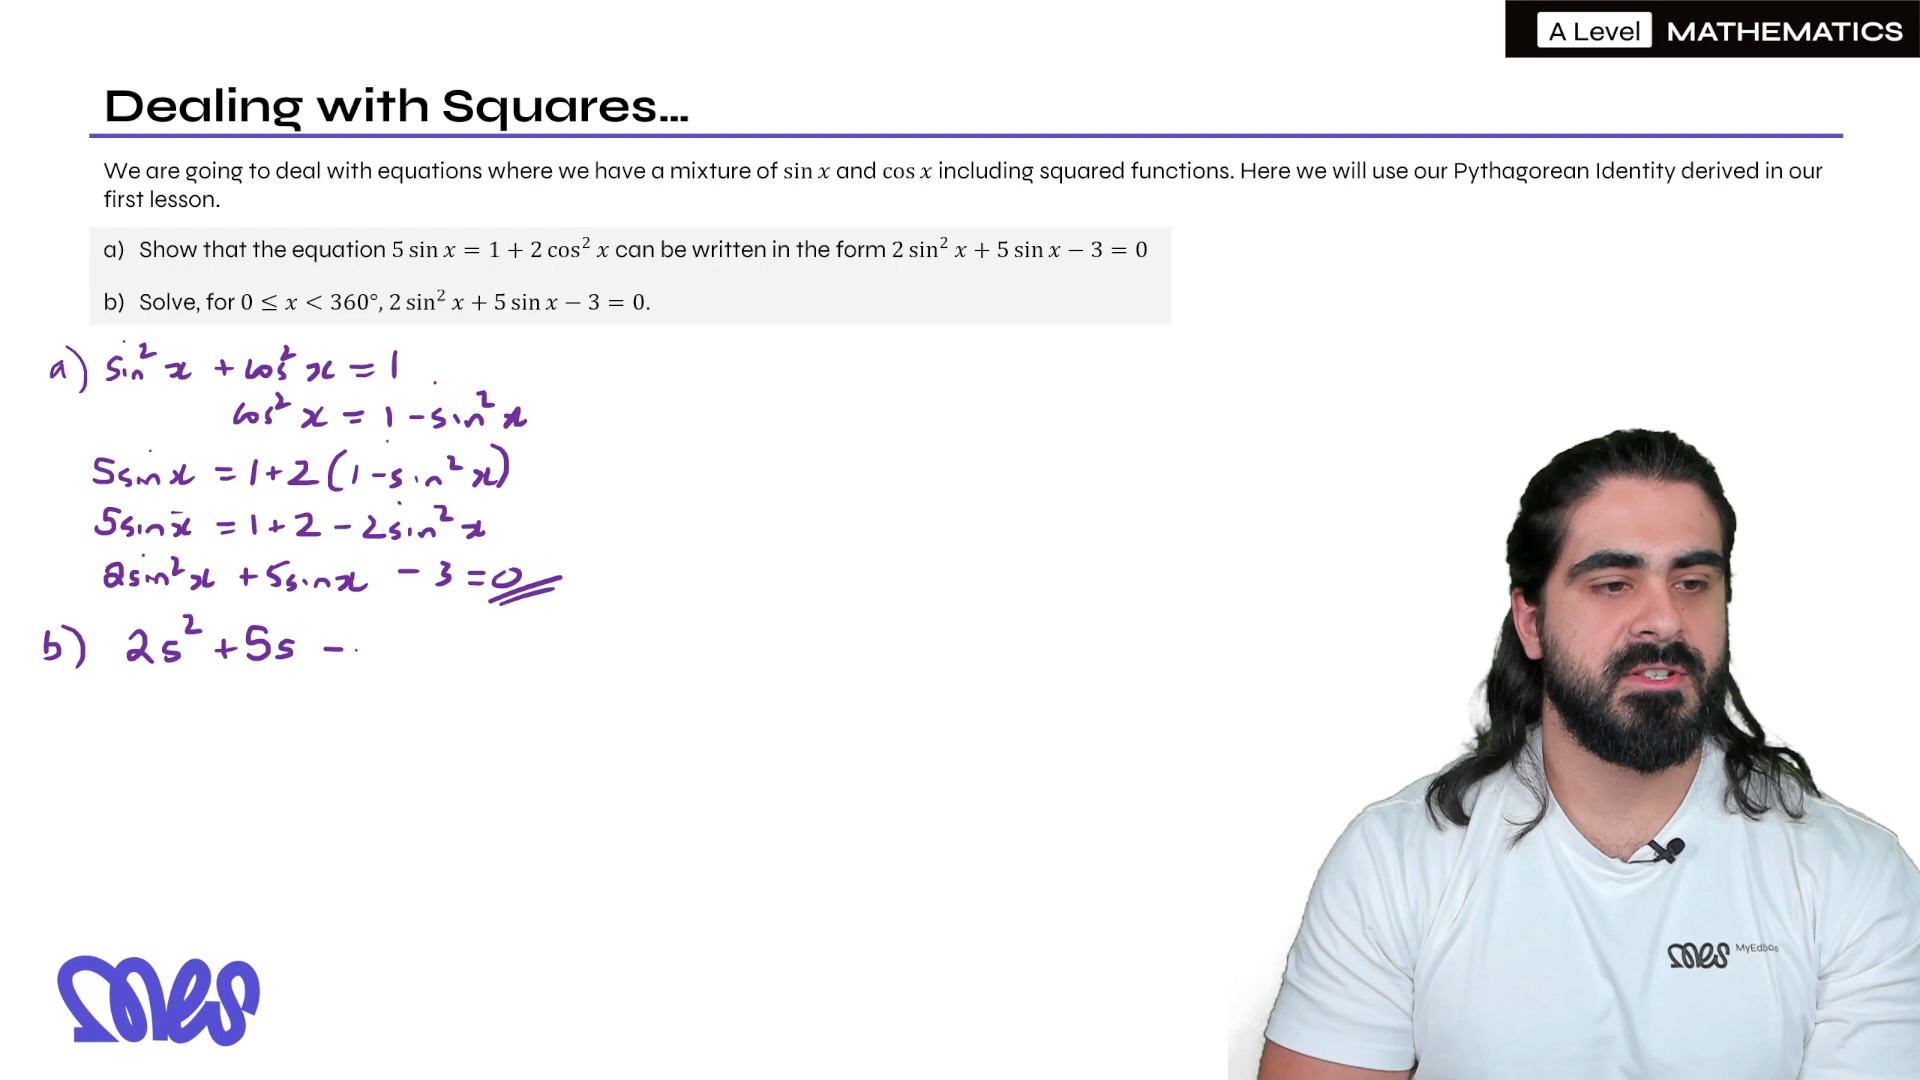 A Level MATHEMATICS
Dealing with Squares...
We are going to deal with equations where we have a mixture of sin x and cos x including squared functions. Here we will use our Pythagorean Identity derived in our
first lesson.
a) Show that the equation 5 sin x = 1 + 2 cos² x can be written in the form 2 sin² x + 5 sin x − 3 = 0
b) Solve, for 0 ≤ x < 360°, 2 sin² x + 5 sin x − 3 = 0.
a) sin² x + cos² x = 1
cos² x = 1 - sin² x
5sin x = 1 + 2 (1 - sin² x)
5sin x = 1 + 2 - 2sin² x
2sin² x + 5sin x - 3 = 0
b) 2s² + 5s -
mes
mes